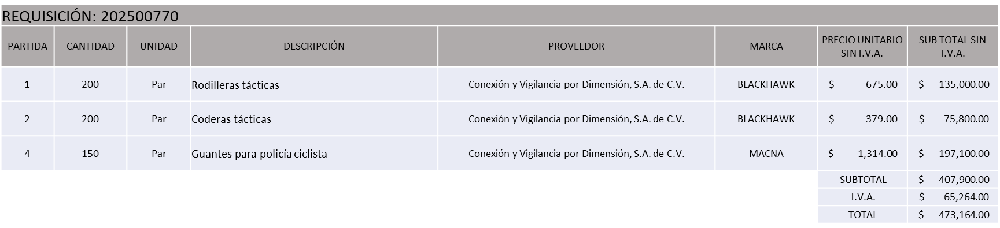 REQUISICIÓN: 202500770
PARTIDA CANTIDAD UNIDAD DESCRIPCIÓN PROVEEDOR MARCA PRECIO UNITARIO SIN I.V.A. SUB TOTAL SIN I.V.A.
1 200 Par Rodilleras tácticas Conexión y Vigilancia por Dimensión, S.A. de C.V. BLACKHAWK $ 675.00 $ 135,000.00
2 200 Par Coderas tácticas Conexión y Vigilancia por Dimensión, S.A. de C.V. BLACKHAWK $ 379.00 $ 75,800.00
4 150 Par Guantes para policía ciclista Conexión y Vigilancia por Dimensión, S.A. de C.V. MACNA $ 1,314.00 $ 197,100.00
SUBTOTAL $ 407,900.00
I.V.A. $ 65,264.00
TOTAL $ 473,164.00